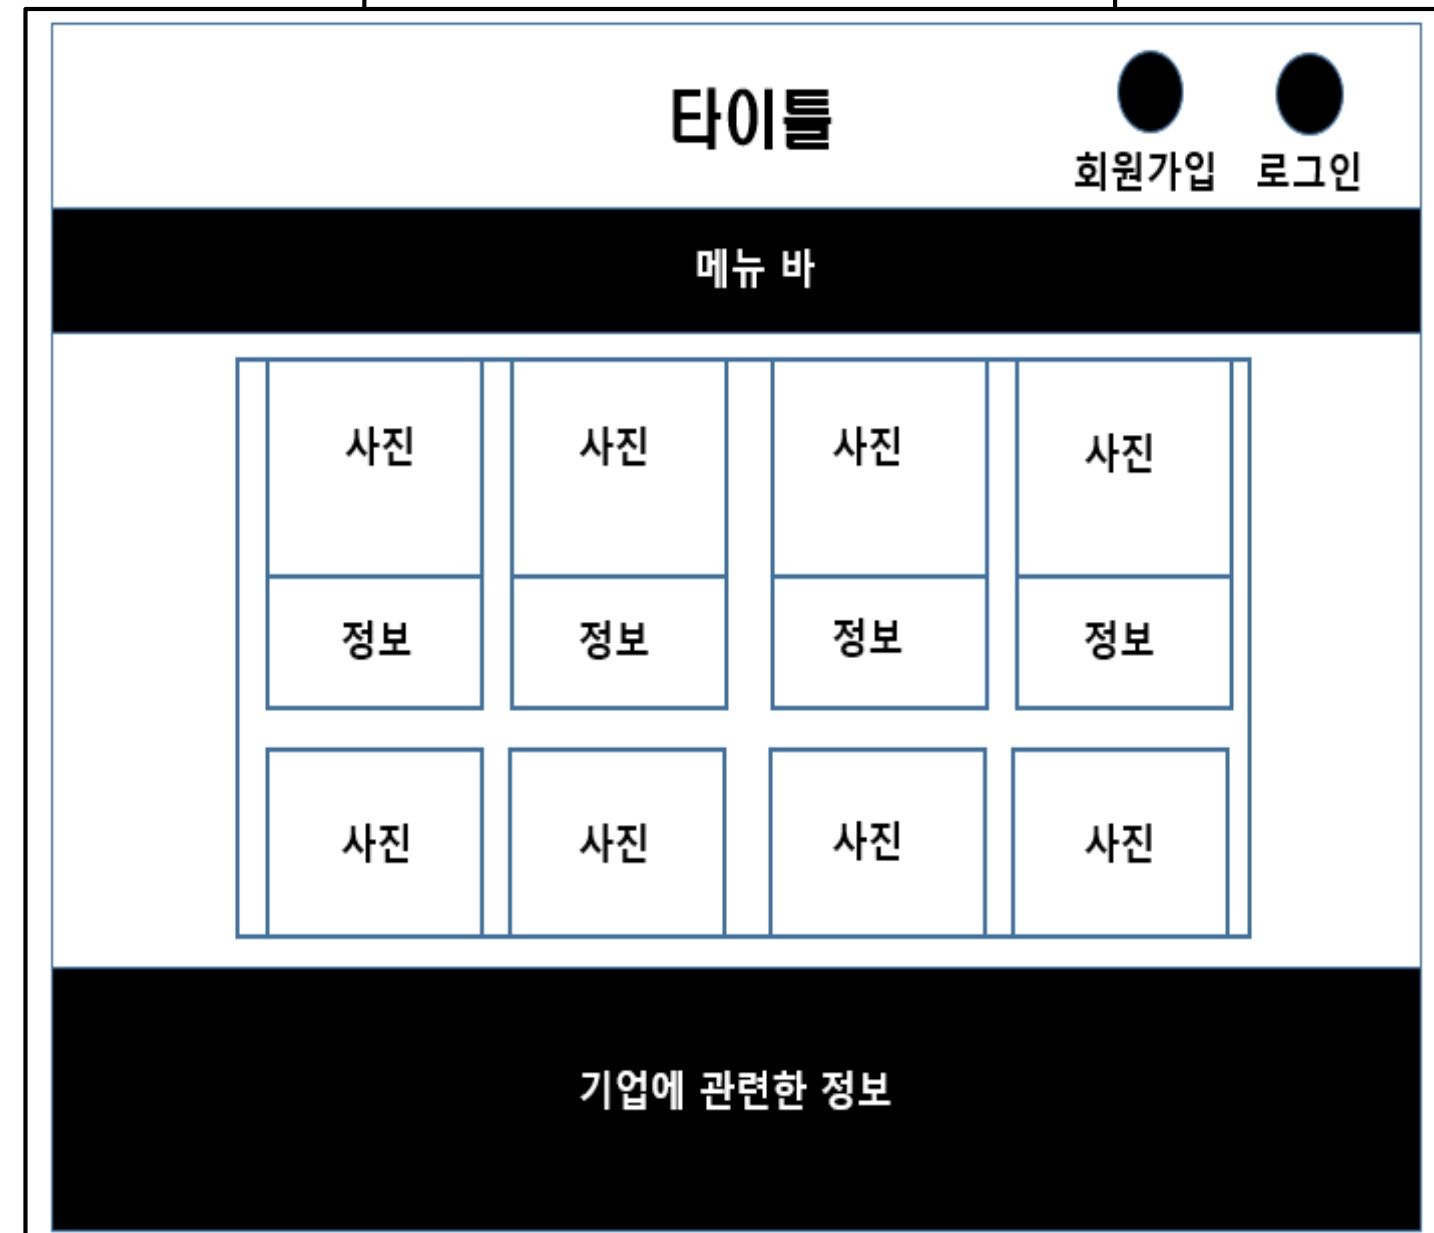 타이틀
회원가입 로그인
메뉴 바
사진 사진 사진 사진
정보 정보 정보 정보
사진 사진 사진 사진
기업에 관련한 정보